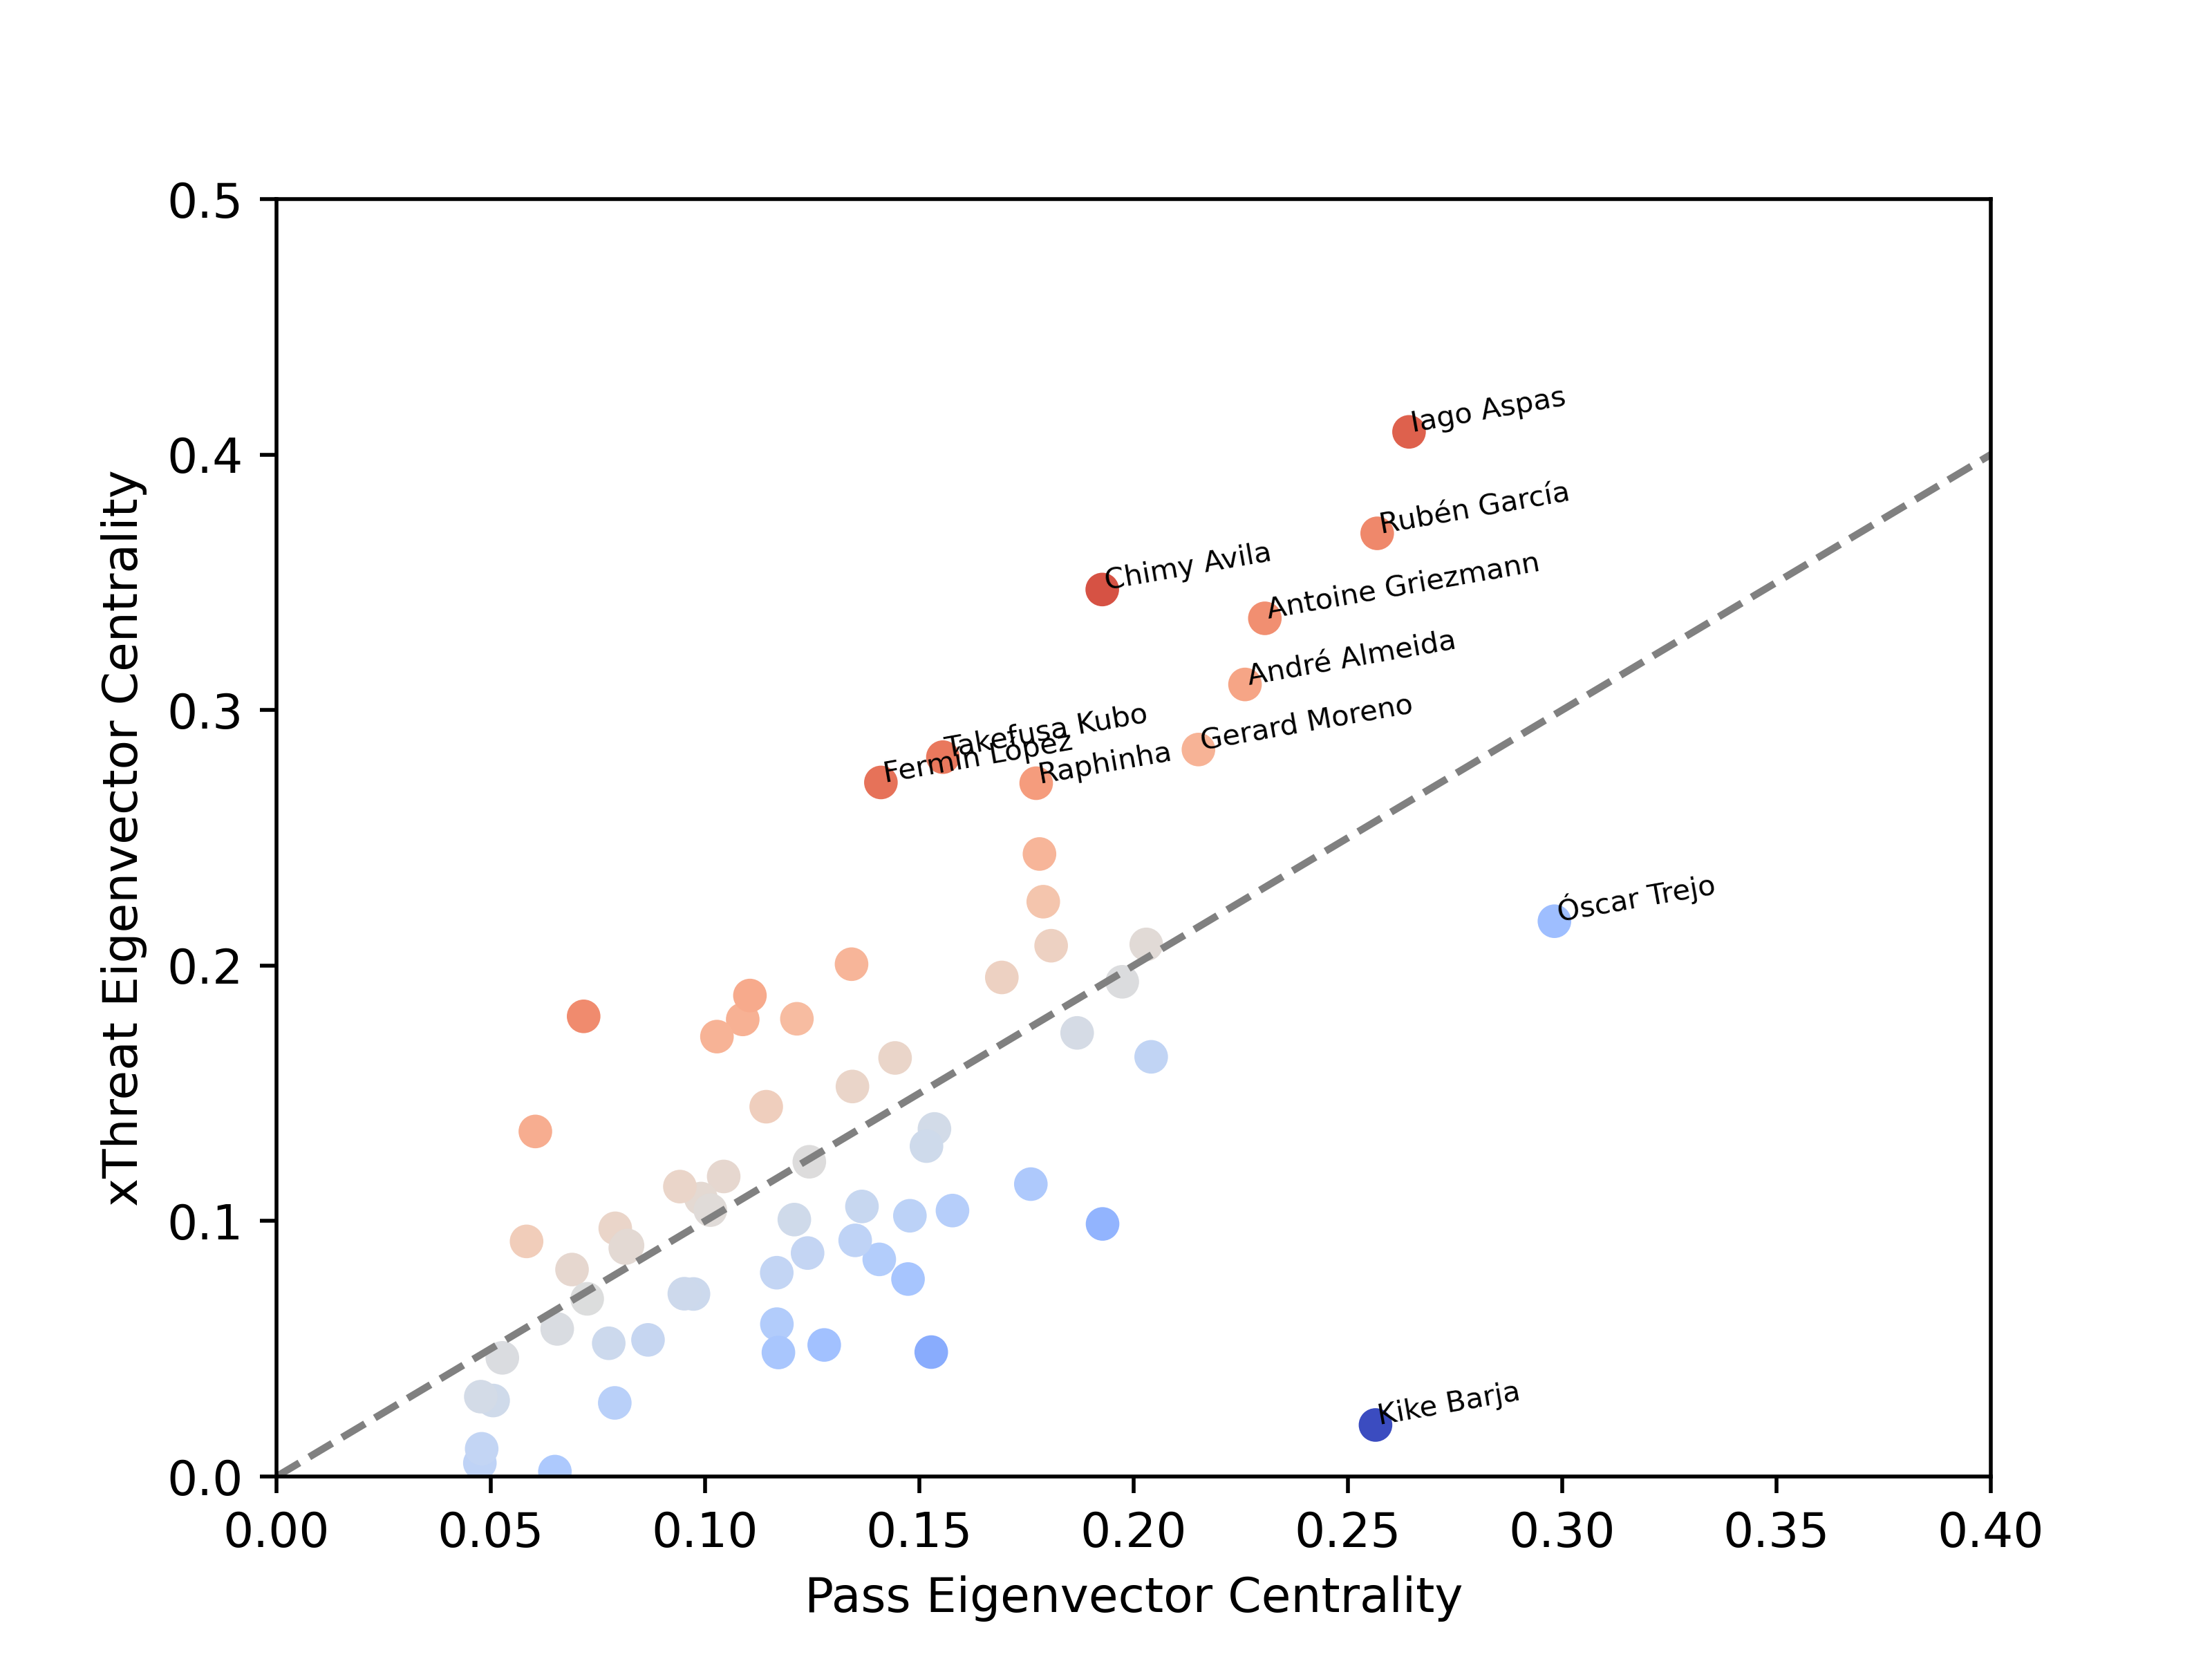 0.5
0.4
0.3
0.2
0.1
0.0
xThreat Eigenvector Centrality
Iago Aspas
Rubén García
Chimy Avila
Antoine Griezmann
André Almeida
Takefusa Kubo
Gerard Moreno
Fermín López
Raphinha
Óscar Trejo
Kike Barja
0.00 0.05 0.10 0.15 0.20 0.25 0.30 0.35 0.40
Pass Eigenvector Centrality